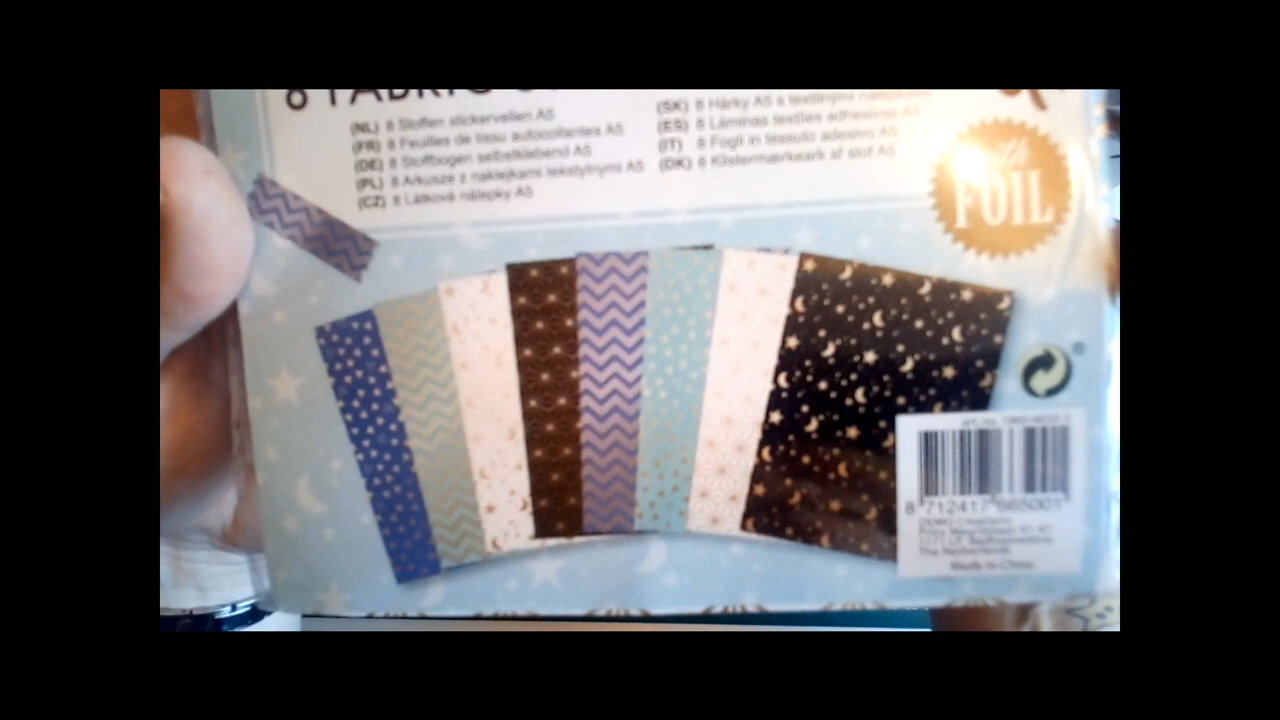 8 FABRIC
(NL) 8 Stoffen stickervellen A5
(FR) 8 Feuilles de tissu autocollantes A5
(DE) 8 Stoffbogen selbstklebend A5
(PL) 8 Arkusze z naklejkami tekstylnymi A5
(CZ) 8 Látkové nálepky A5
(SK) 8 Hárky A5 s textilnými
(ES) 8 Láminas textiles adhesivas A5
(IT) 8 Fogli in tessuto adesivo A5
(DK) 8 Klistermærkeark af stof A5
with
FOIL
8 712417 665001
The Netherlands
Made in China